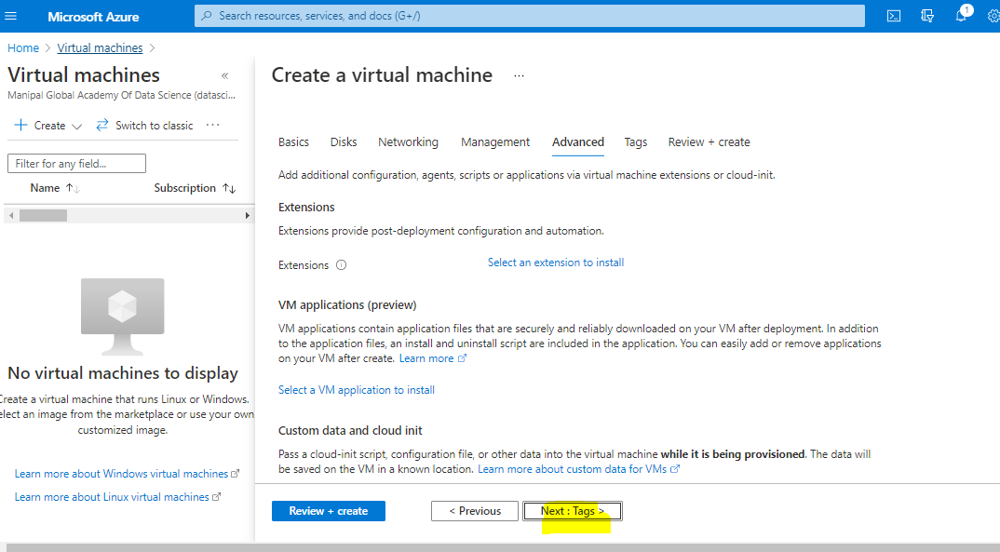 Microsoft Azure
Search resources, services, and docs (G+/)
1
Home > Virtual machines >
Virtual machines «
Manipal Global Academy Of Data Science (datasci...
+ Create Switch to classic ...
Filter for any field...
Name ↑↓ Subscription ↑↓
No virtual machines to display
Create a virtual machine that runs Linux or Windows.
elect an image from the marketplace or use your own
customized image.
Learn more about Windows virtual machines
Learn more about Linux virtual machines
Create a virtual machine ...
Basics Disks Networking Management Advanced Tags Review + create
Add additional configuration, agents, scripts or applications via virtual machine extensions or cloud-init.
Extensions
Extensions provide post-deployment configuration and automation.
Extensions Select an extension to install
VM applications (preview)
VM applications contain application files that are securely and reliably downloaded on your VM after deployment. In addition
to the application files, an install and uninstall script are included in the application. You can easily add or remove applications
on your VM after create. Learn more
Select a VM application to install
Custom data and cloud init
Pass a cloud-init script, configuration file, or other data into the virtual machine while it is being provisioned. The data will
be saved on the VM in a known location. Learn more about custom data for VMs
Review + create < Previous Next : Tags >